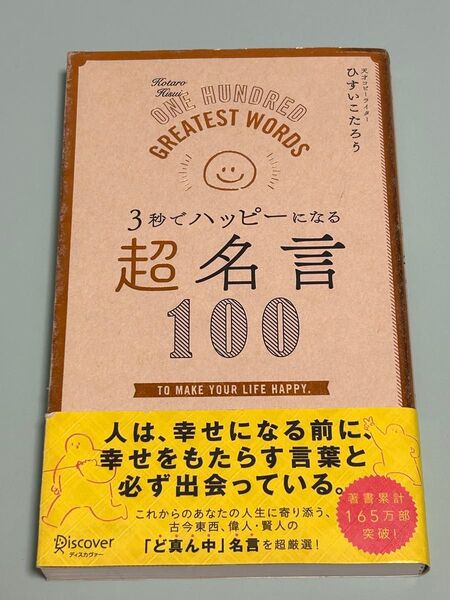 Kotaro
Hisui
ONE HUNDRED
GREATEST WORDS
天才コピーライター
ひすいこたろう
3秒でハッピーになる
超名言
100
TO MAKE YOUR LIFE HAPPY.
人は、幸せになる前に、
幸せをもたらす言葉と
必ず出会っている。
これからのあなたの人生に寄り添う、
古今東西、偉人・賢人の
「ど真ん中」名言を超厳選!
著書累計
165万部
突破!
Discover
ディスカヴァー